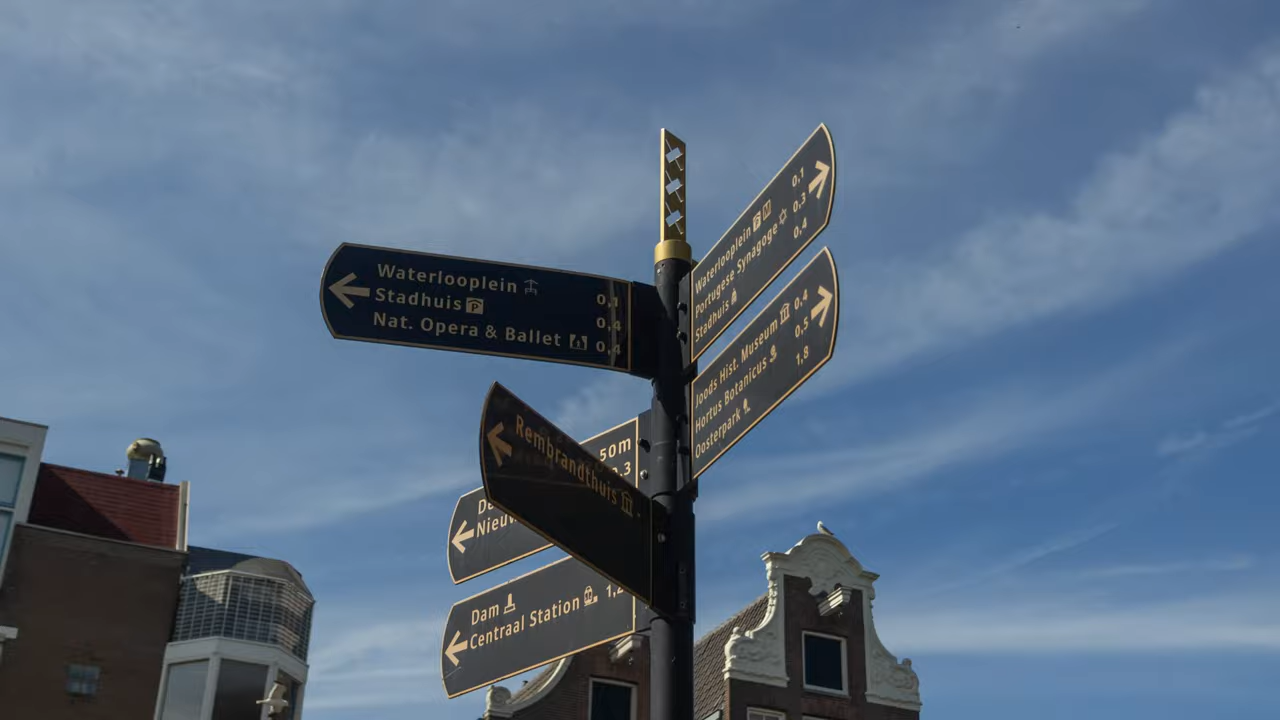 Waterlooplein 0,1
Stadhuis P 0,4
Nat. Opera & Ballet 0,4
Waterlooplein P M 0,1
Portugese Synagoge 0,3
Stadhuis 0,4
Joods Hist. Museum 0,4
Hortus Botanicus 0,5
Oosterpark 1,8
Rembrandthuis
50m
Dam
Centraal Station